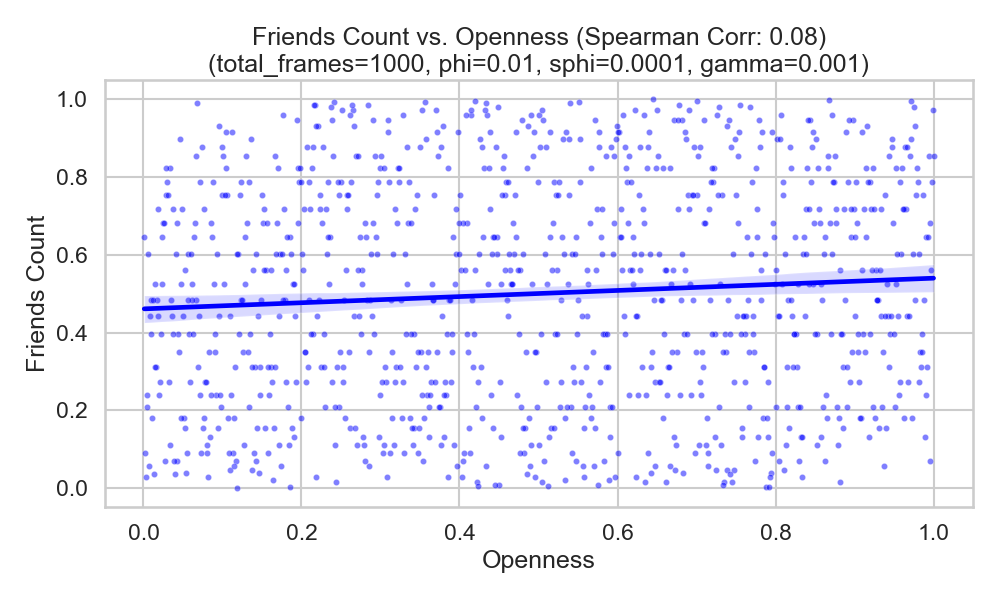 Friends Count vs. Openness (Spearman Corr: 0.08)
(total_frames=1000, phi=0.01, sphi=0.0001, gamma=0.001)
1.0
0.8
0.6
0.4
0.2
0.0
Friends Count
0.0 0.2 0.4 0.6 0.8 1.0
Openness